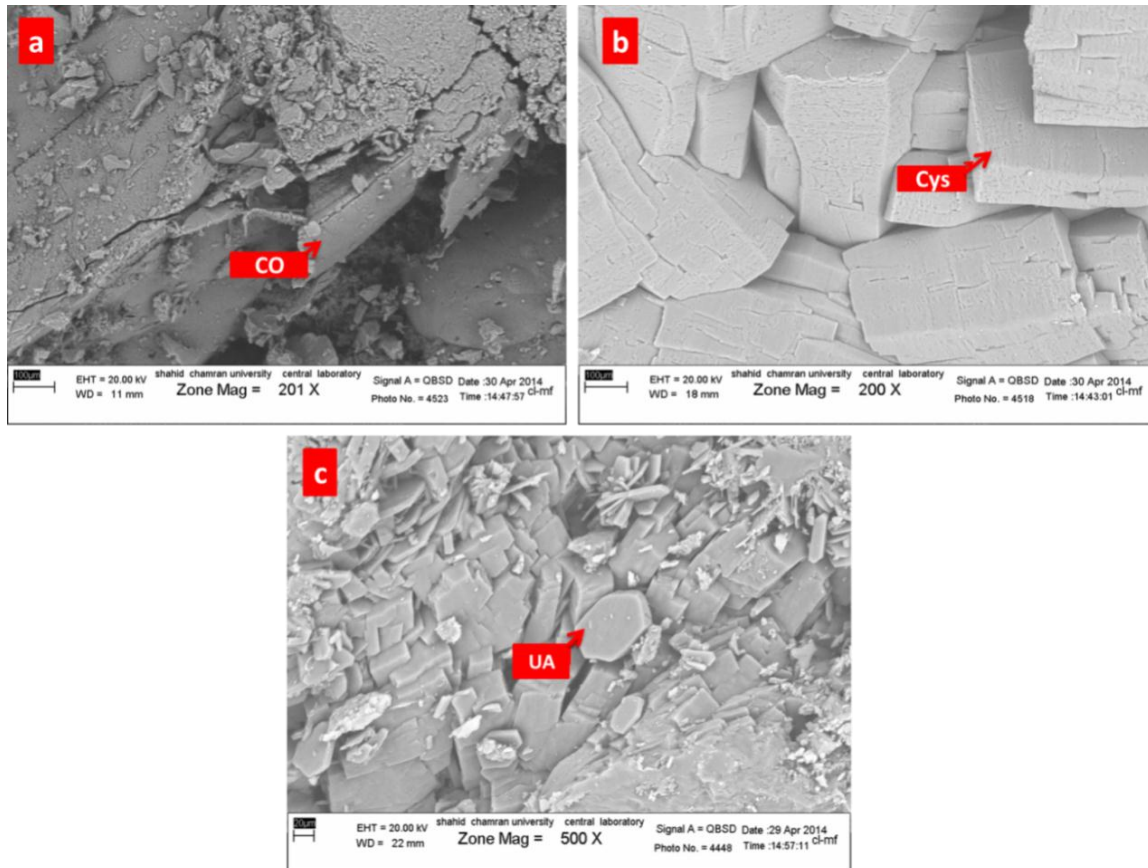 a
CO
100µm
EHT = 20.00 kV
WD = 11 mm
shahid chamran university central laboratory
Zone Mag = 201 X
Signal A = QBSD Date :30 Apr 2014
Photo No. = 4523 Time :14:47:57
cl-mf
b
Cys
100µm
EHT = 20.00 kV
WD = 18 mm
shahid chamran university central laboratory
Zone Mag = 200 X
Signal A = QBSD Date :30 Apr 2014
Photo No. = 4518 Time :14:43:01
cl-mf
c
UA
20µm
EHT = 20.00 kV
WD = 22 mm
shahid chamran university central laboratory
Zone Mag = 500 X
Signal A = QBSD Date :29 Apr 2014
Photo No. = 4448 Time :14:57:11
cl-mf